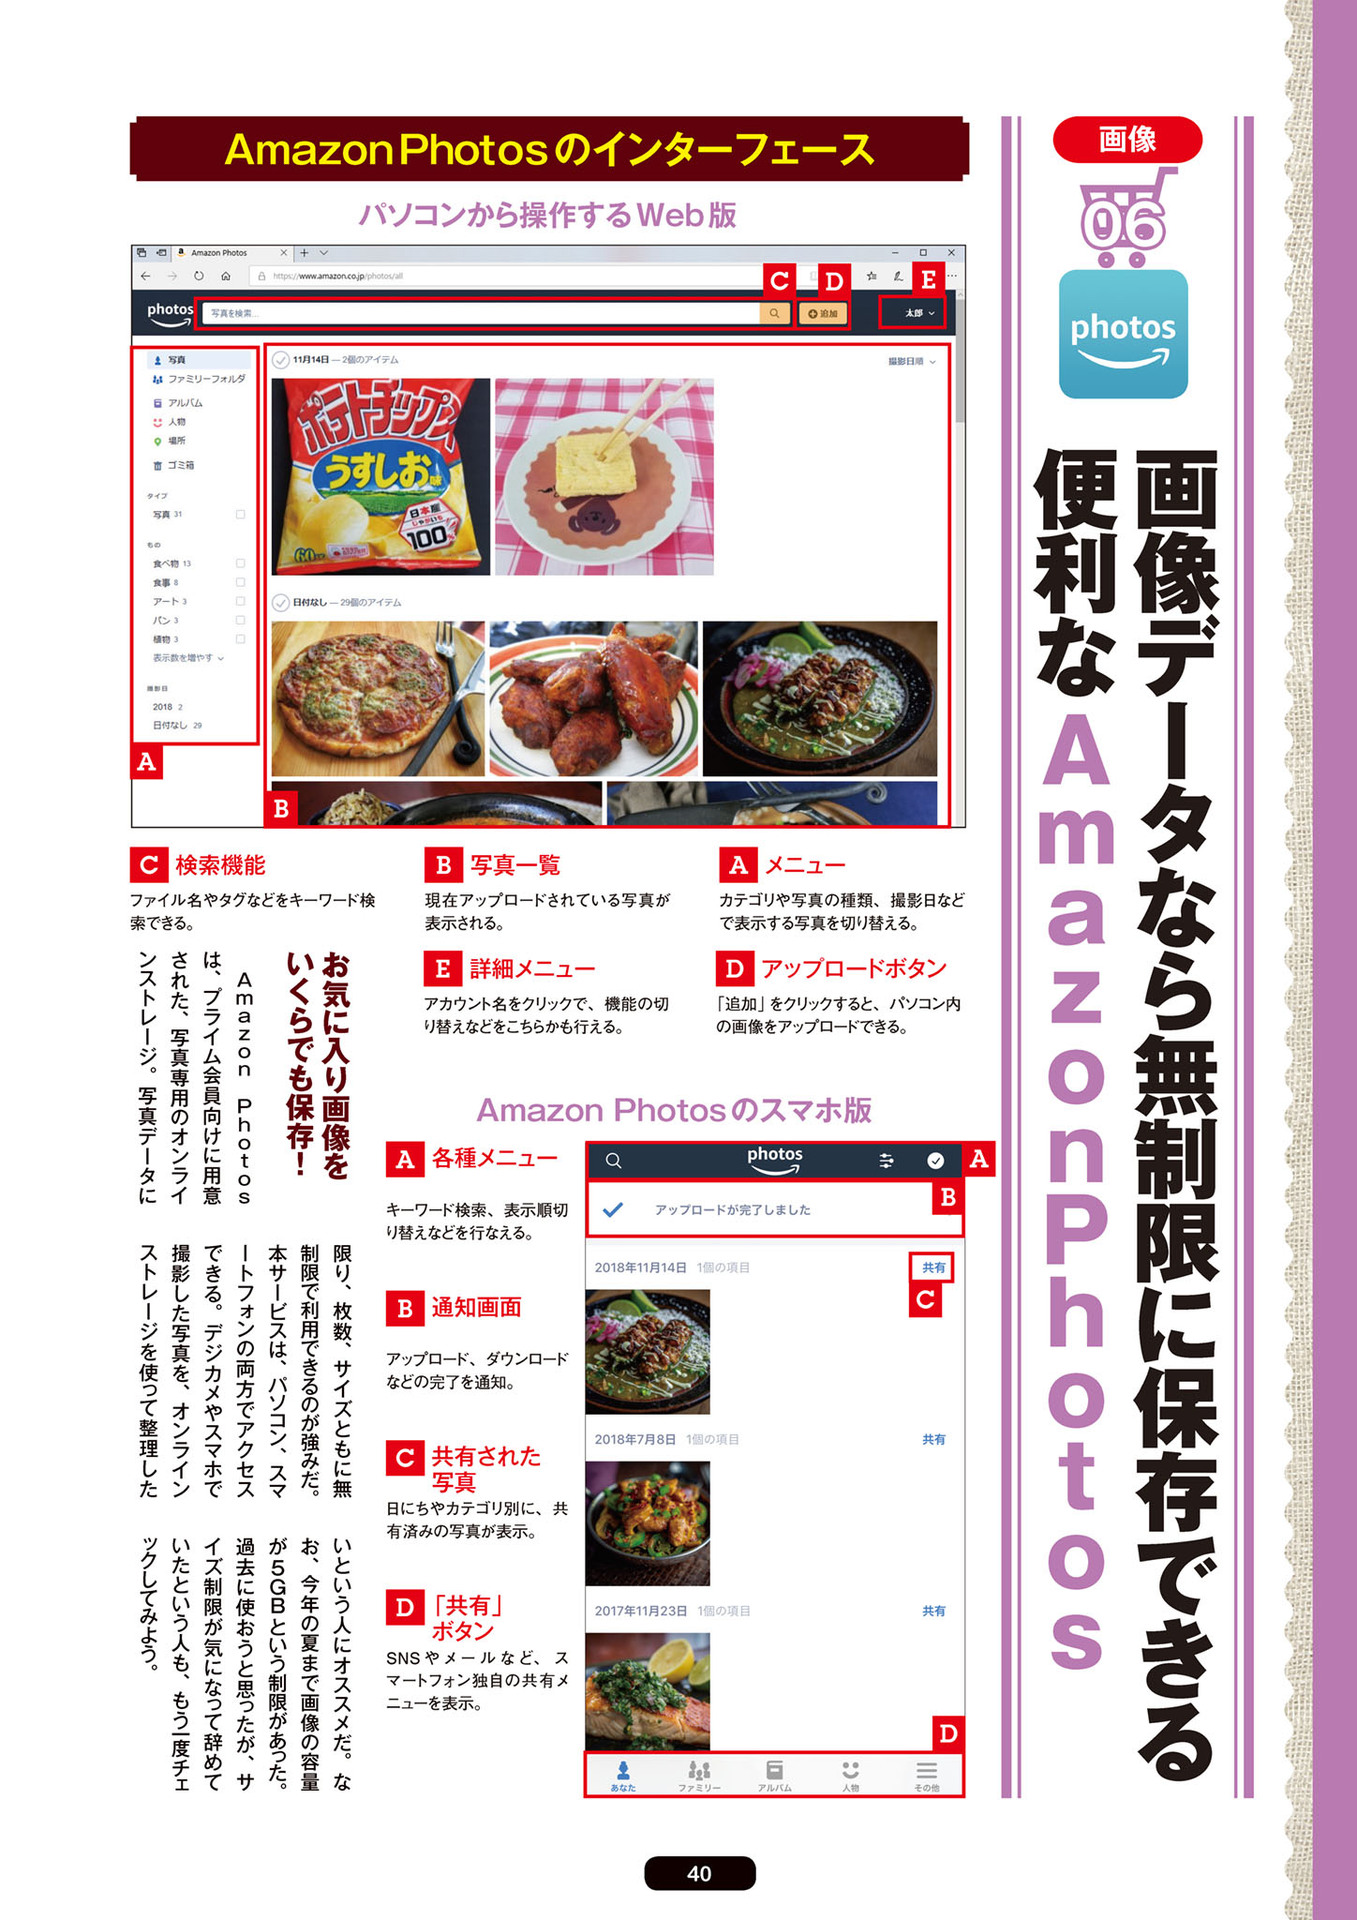 画像
06
photos
画像データなら無制限に保存できる
便利なAmazonPhotos
Amazon Photosのインターフェース
パソコンから操作するWeb版
Amazon Photos
https://www.amazon.co.jp/photos/all
C
D
E
photos
写真を検索...
追加
太郎
写真
ファミリーフォルダ
アルバム
人物
場所
ゴミ箱
タイプ
写真 31
もの
食べ物 13
食事 8
アート 3
パン 3
植物 3
表示数を増やす
撮影日
2018 2
日付なし 29
A
11月14日 — 2個のアイテム
撮影日順
ポテトチップス
うすしお味
日本産
じゃがいも
100%
日付なし — 29個のアイテム
B
A メニュー
カテゴリや写真の種類、撮影日など
で表示する写真を切り替える。
B 写真一覧
現在アップロードされている写真が
表示される。
C 検索機能
ファイル名やタグなどをキーワード検
索できる。
D アップロードボタン
「追加」をクリックすると、パソコン内
の画像をアップロードできる。
E 詳細メニュー
アカウント名をクリックで、機能の切
り替えなどをこちらかも行える。
Amazon Photosのスマホ版
A 各種メニュー
キーワード検索、表示順切
り替えなどを行なえる。
B 通知画面
アップロード、ダウンロード
などの完了を通知。
C 共有された
写真
日にちやカテゴリ別に、共
有済みの写真が表示。
D 「共有」
ボタン
SNSやメールなど、ス
マートフォン独自の共有メ
ニューを表示。
photos
A
アップロードが完了しました
B
2018年11月14日 1個の項目
共有
C
2018年7月8日 1個の項目
共有
2017年11月23日 1個の項目
共有
D
あなた
ファミリー
アルバム
人物
その他
お気に入り画像を
いくらでも保存！
Amazon Photos
は、プライム会員向けに用意
された、写真専用のオンライ
ンストレージ。写真データに
限り、枚数、サイズともに無
制限で利用できるのが強みだ。
本サービスは、パソコン、スマ
ートフォンの両方でアクセス
できる。デジカメやスマホで
撮影した写真を、オンライン
ストレージを使って整理した
いという人にオススメだ。な
お、今年の夏まで画像の容量
が5GBという制限があった。
過去に使おうと思ったが、サ
イズ制限が気になって辞めて
いたという人も、もう一度チェ
ックしてみよう。
40